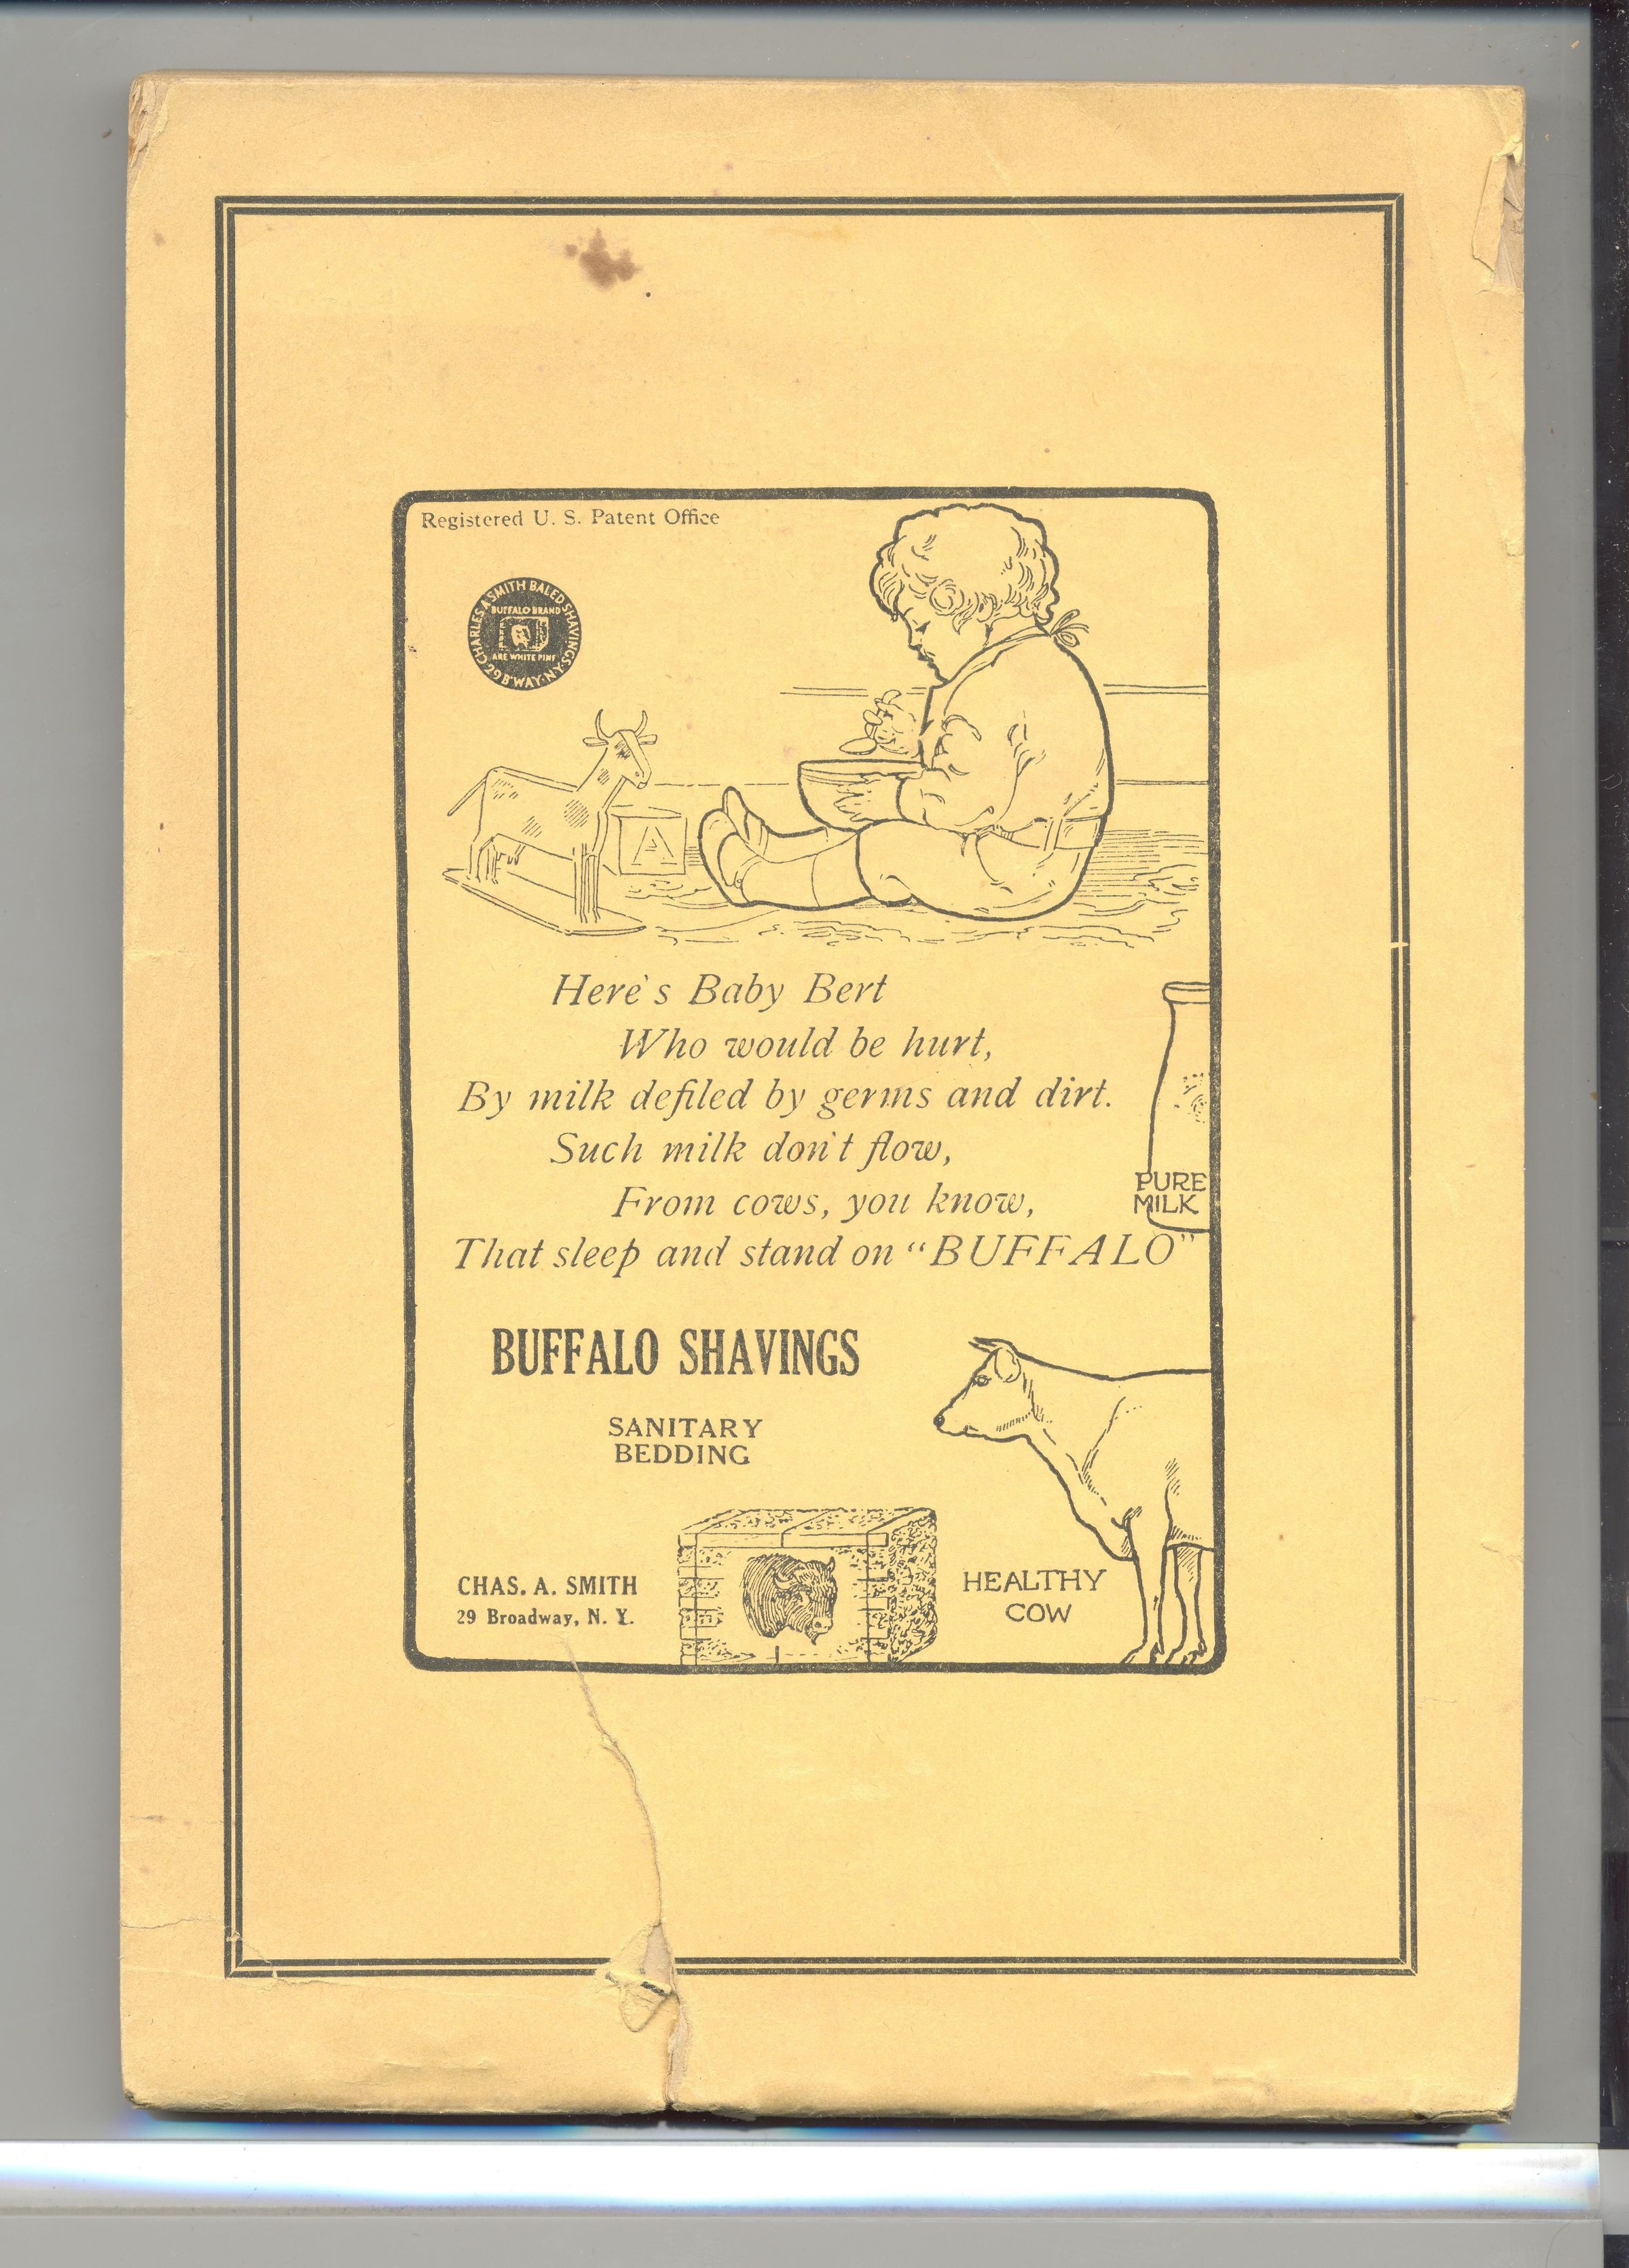 Registered U. S. Patent Office
CHARLES A SMITH BALED SHAVINGS
BUFFALO BRAND
ARE WHITE PINE
29 B'WAY · N.Y.
A
Here's Baby Bert
Who would be hurt,
By milk defiled by germs and dirt.
Such milk don't flow,
From cows, you know,
That sleep and stand on "BUFFALO"
PURE
MILK
BUFFALO SHAVINGS
SANITARY
BEDDING
CHAS. A. SMITH
29 Broadway, N. Y.
HEALTHY
COW